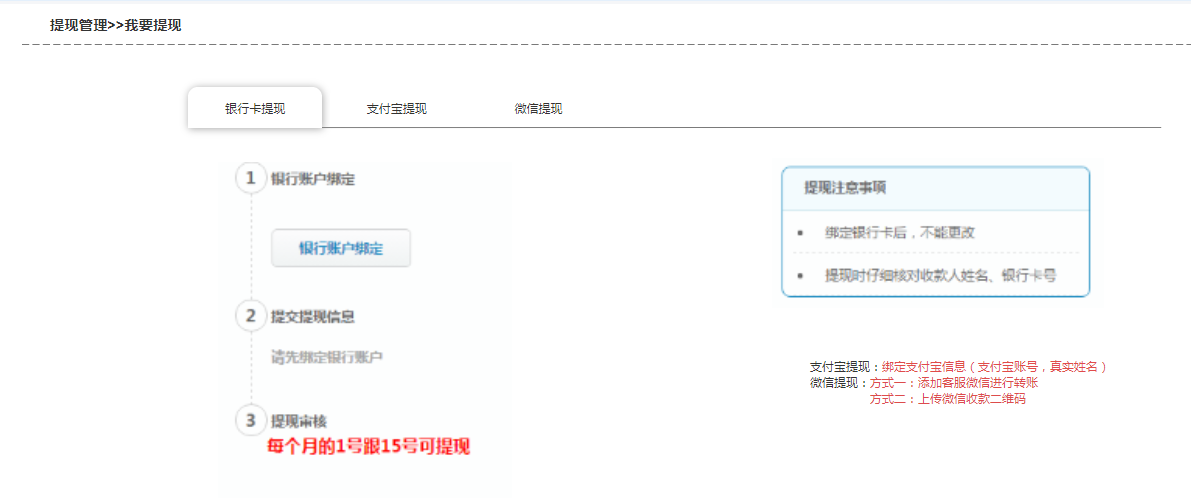 提现管理>>我要提现
银行卡提现 支付宝提现 微信提现
1 银行账户绑定
银行账户绑定
2 提交提现信息
请先绑定银行账户
3 提现审核
每个月的1号跟15号可提现
提现注意事项
• 绑定银行卡后，不能更改
• 提现时仔细核对收款人姓名、银行卡号
支付宝提现：绑定支付宝信息（支付宝账号，真实姓名）
微信提现：方式一：添加客服微信进行转账
方式二：上传微信收款二维码